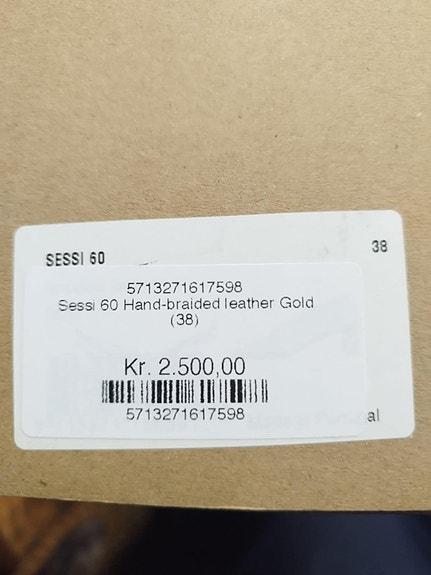 SESSI 60 38
5713271617598
Sessi 60 Hand-braided leather Gold
(38)
Kr. 2.500,00
5713271617598
al